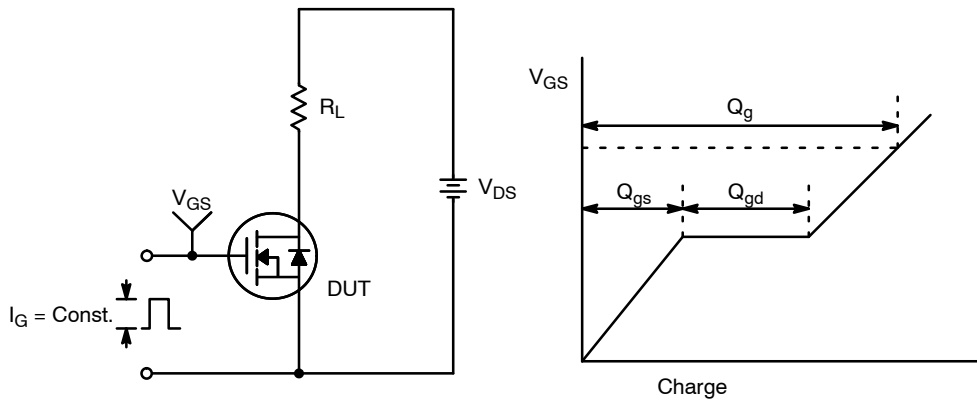 R_L
V_GS
V_DS
DUT
I_G = Const.
V_GS
Q_g
Q_gs
Q_gd
Charge